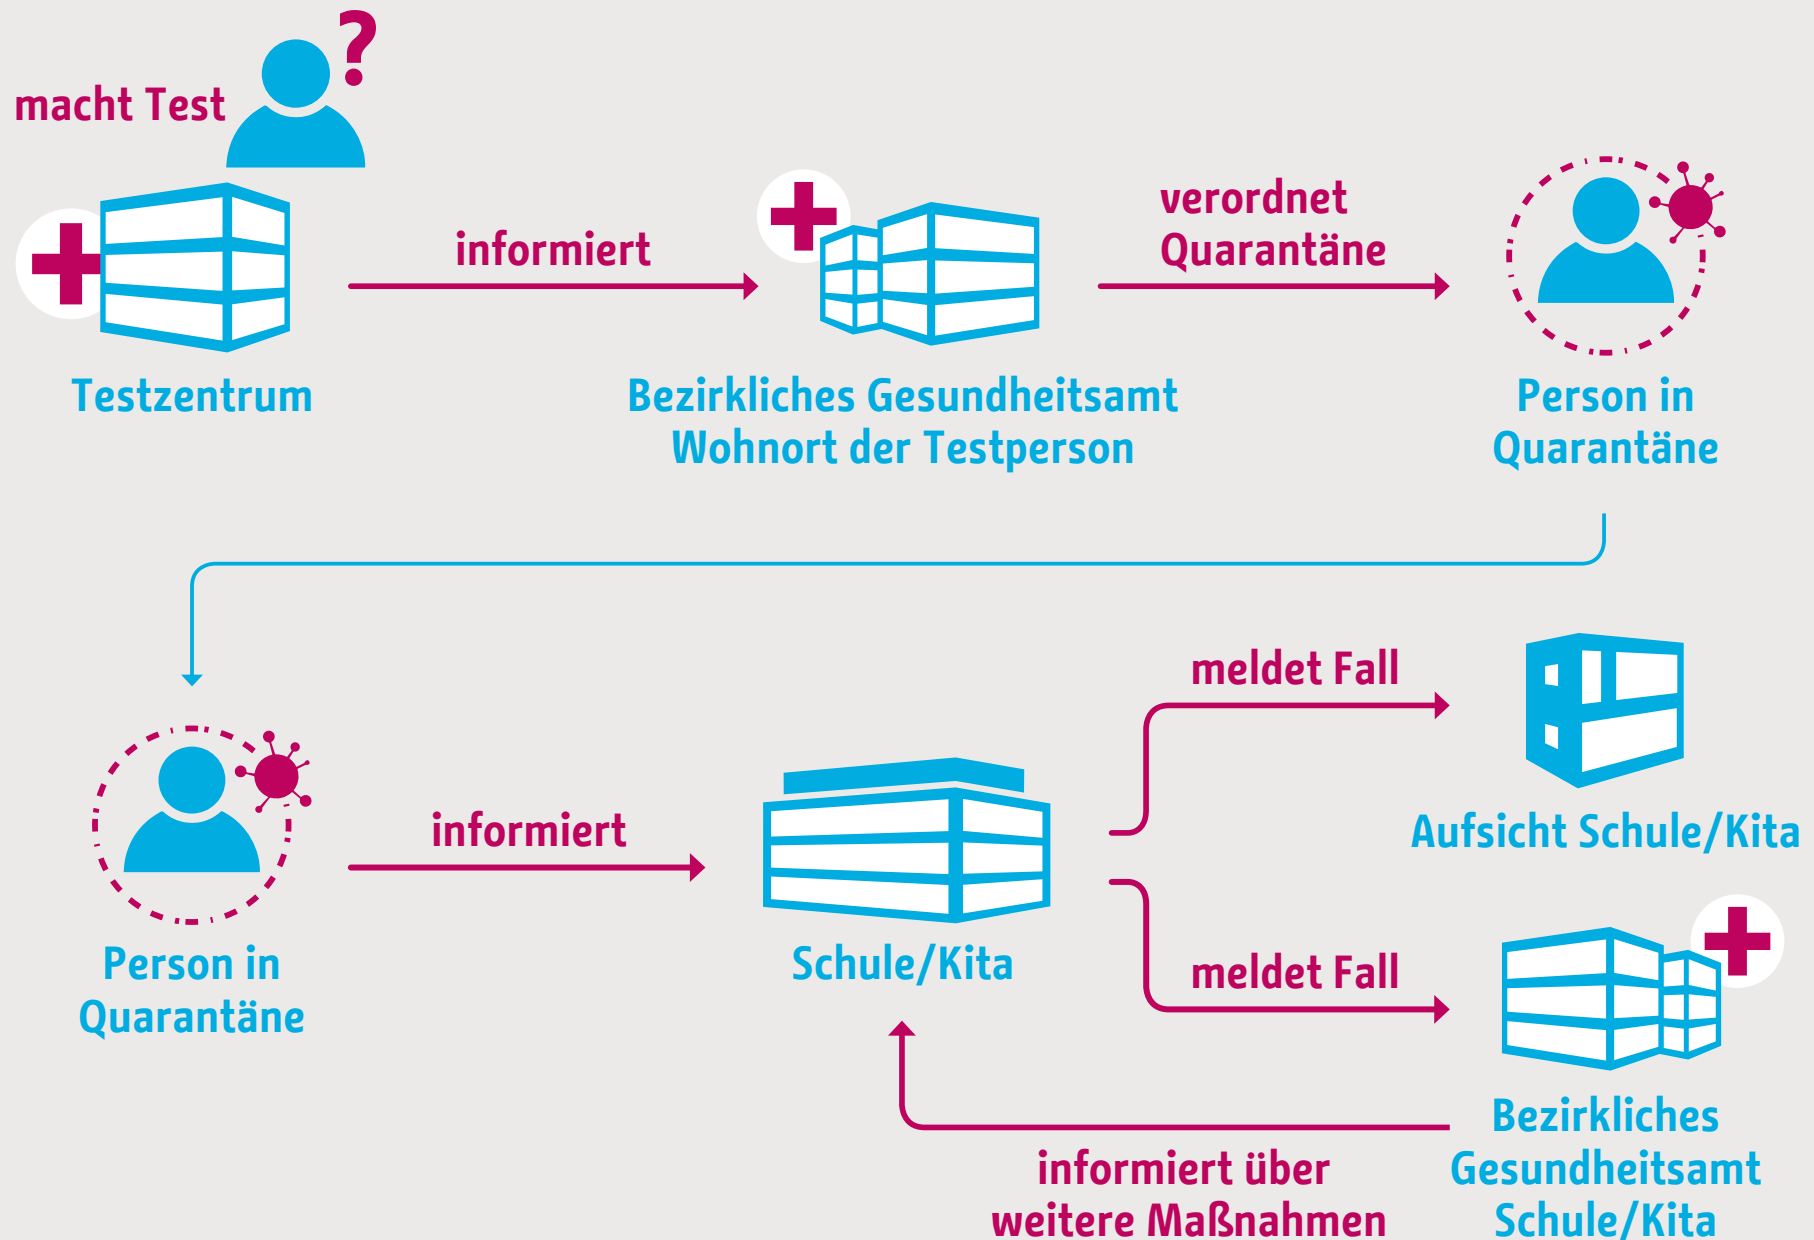 ?
macht Test
informiert
verordnet
Quarantäne
Testzentrum
Bezirkliches Gesundheitsamt
Wohnort der Testperson
Person in
Quarantäne
meldet Fall
informiert
Aufsicht Schule/Kita
Person in
Quarantäne
Schule/Kita
meldet Fall
informiert über
weitere Maßnahmen
Bezirkliches
Gesundheitsamt
Schule/Kita